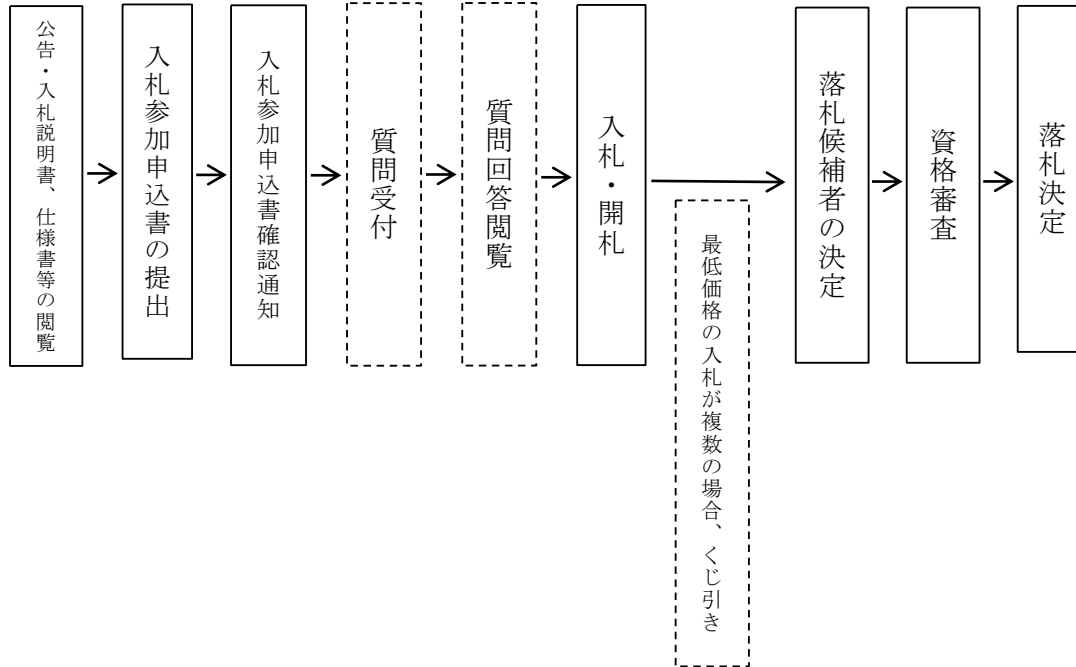 公告・入札説明書、仕様書等の閲覧
入札参加申込書の提出
入札参加申込書確認通知
質問受付
質問回答閲覧
入札・開札
最低価格の入札が複数の場合、くじ引き
落札候補者の決定
資格審査
落札決定